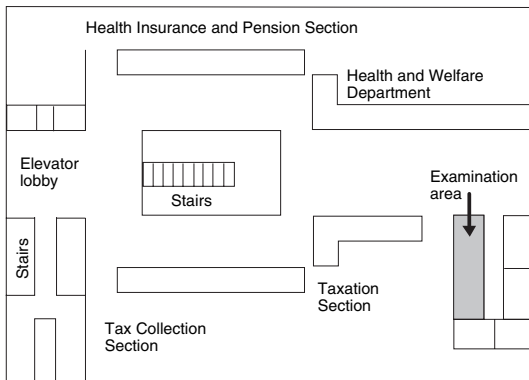 Health Insurance and Pension Section
Health and Welfare
Department
Elevator
lobby
Examination
area
Stairs
Stairs
Taxation
Section
Tax Collection
Section